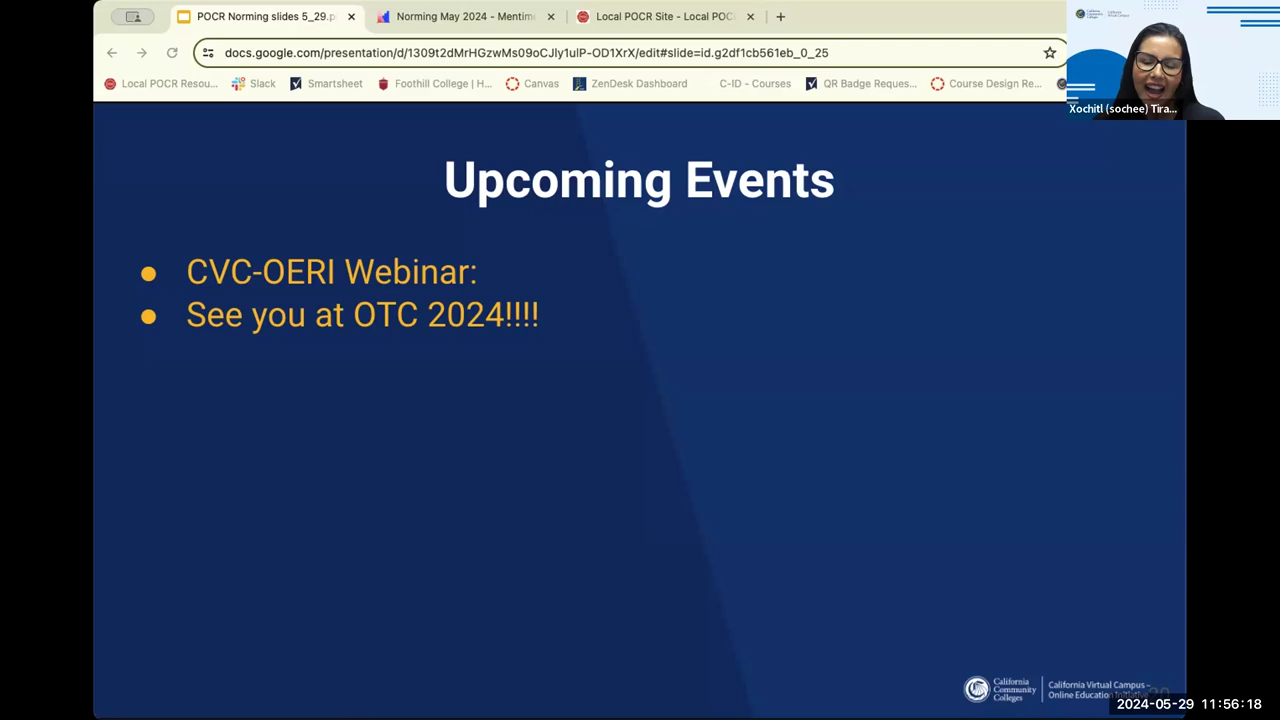 POCR Norming slides 5_29.p
Norming May 2024 - Mentim
Local POCR Site - Local POC
docs.google.com/presentation/d/1309t2dMrHGzwMs09oCJly1ulP-OD1XrX/edit#slide=id.g2df1cb561eb_0_25
Local POCR Resou...
Slack
Smartsheet
Foothill College | H...
Canvas
ZenDesk Dashboard
C-ID - Courses
QR Badge Reques...
Course Design Re...
Xochitl (sochee) Tira...
Upcoming Events
● CVC-OERI Webinar:
● See you at OTC 2024!!!!
California
Community
Colleges
California Virtual Campus –
Online Education Initiative
2024-05-29 11:56:18